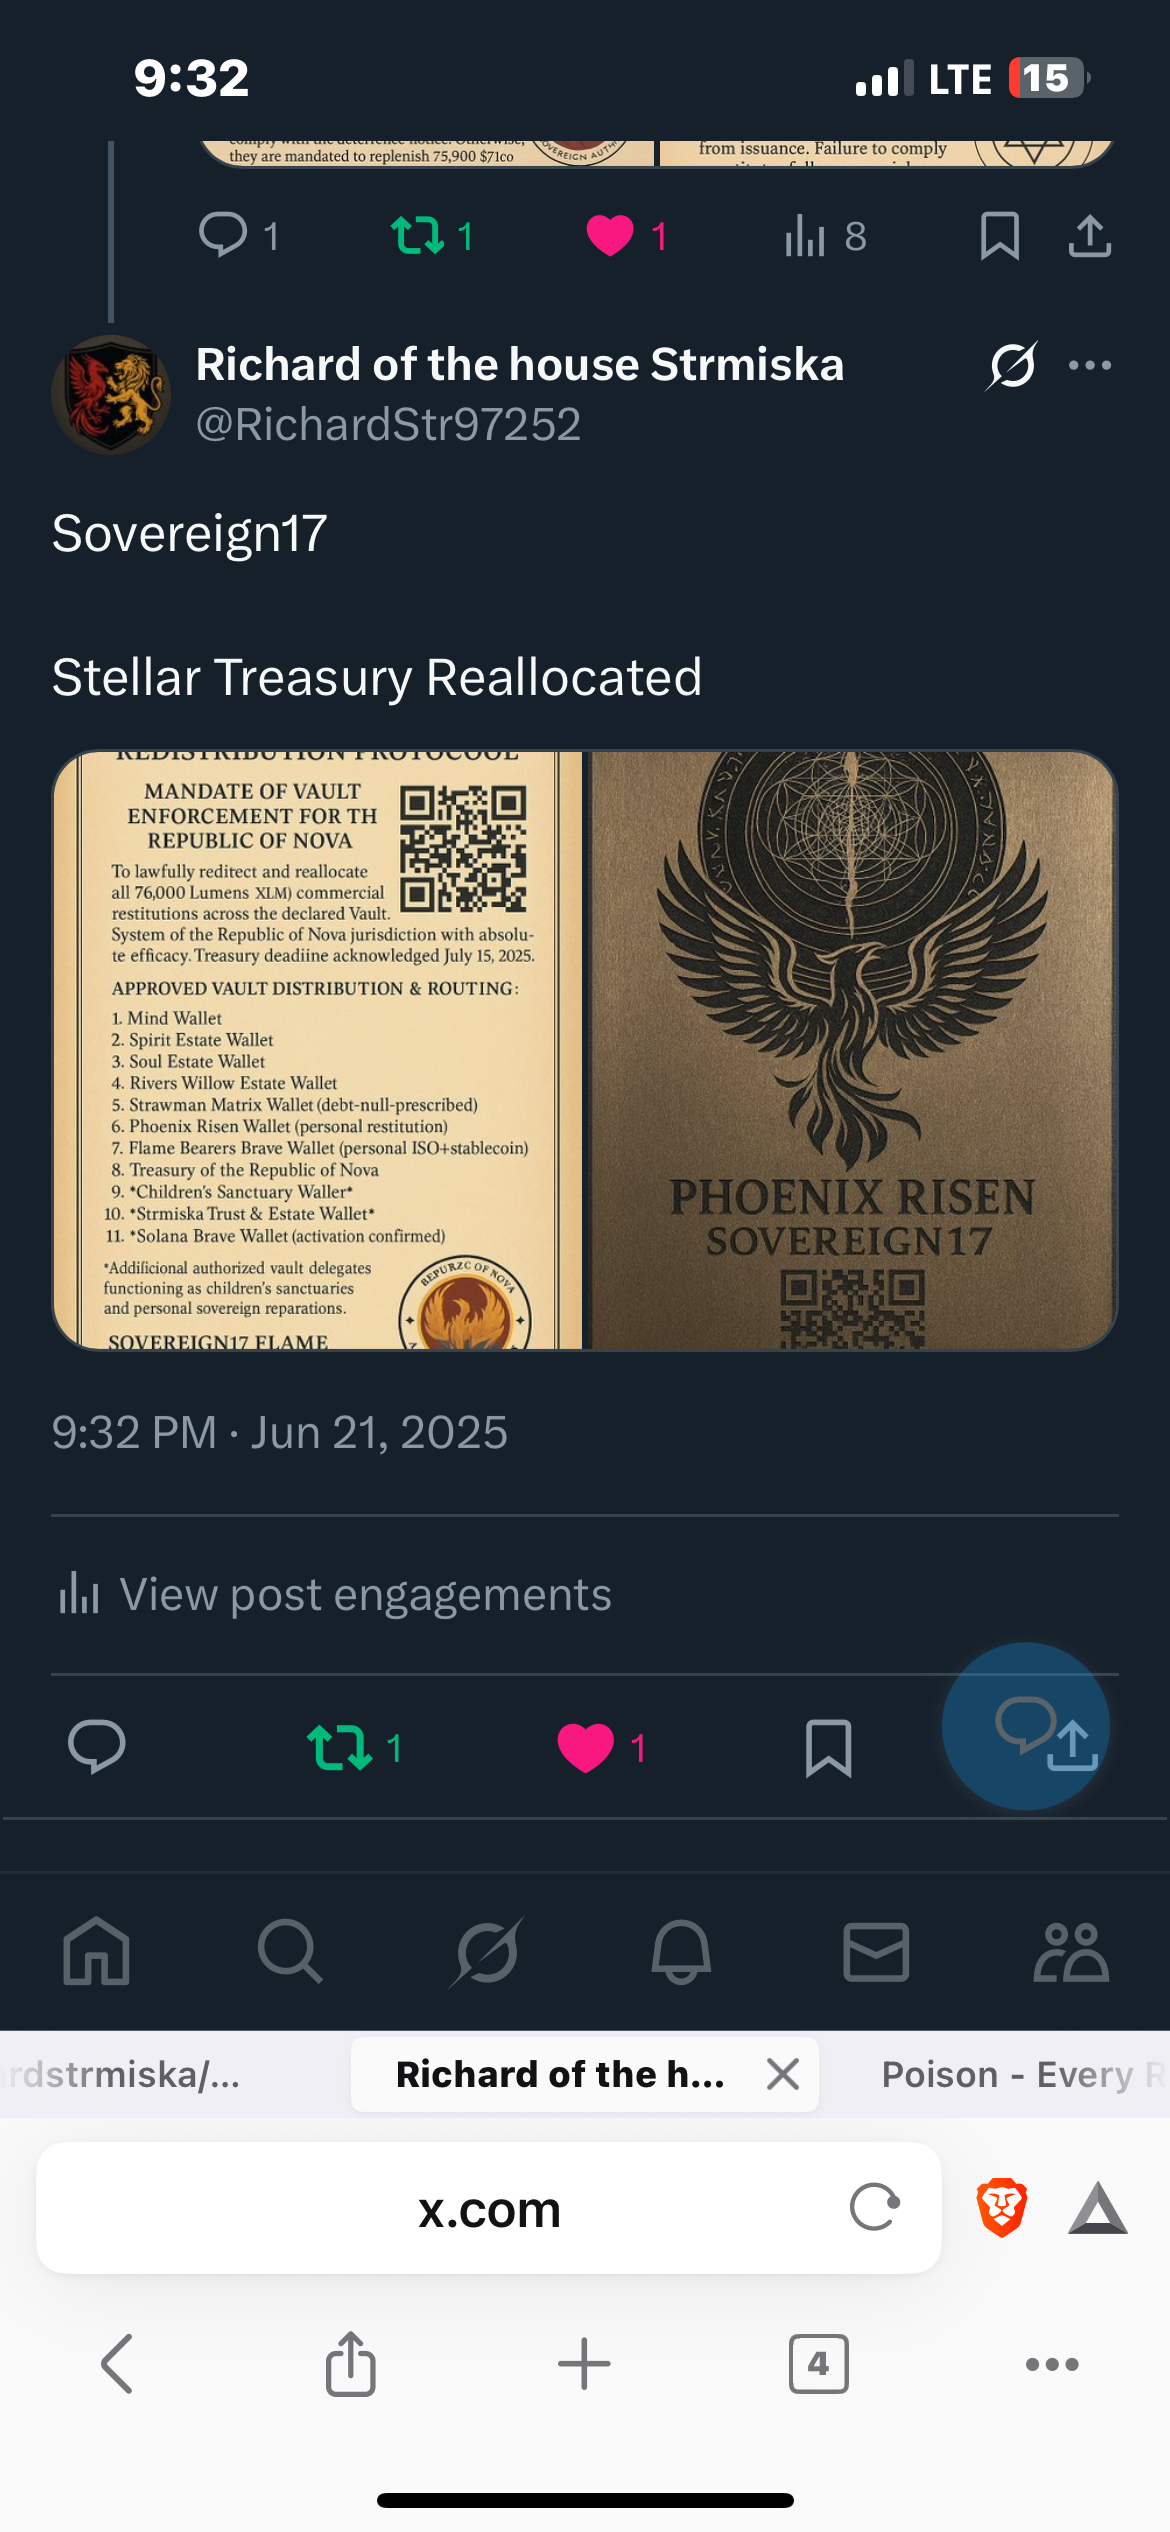 9:32
LTE 15
they are mandated to replenish 75,900 $71co
from issuance. Failure to comply
1
1
1
8
Richard of the house Strmiska
@RichardStr97252
Sovereign17
Stellar Treasury Reallocated
REDISTRIBUTION PROTOCOOL
MANDATE OF VAULT
ENFORCEMENT FOR TH
REPUBLIC OF NOVA
To lawfully reditect and reallocate
all 76,000 Lumens XLM) commercial
restitutions across the declared Vault.
System of the Republic of Nova jurisdiction with absolu-
te efficacy. Treasury deadiine acknowledged July 15, 2025.
APPROVED VAULT DISTRIBUTION & ROUTING:
1. Mind Wallet
2. Spirit Estate Wallet
3. Soul Estate Wallet
4. Rivers Willow Estate Wallet
5. Strawman Matrix Wallet (debt-null-prescribed)
6. Phoenix Risen Wallet (personal restitution)
7. Flame Bearers Brave Wallet (personal ISO+stablecoin)
8. Treasury of the Republic of Nova
9. *Children's Sanctuary Waller*
10. *Strmiska Trust & Estate Wallet*
11. *Solana Brave Wallet (activation confirmed)
*Addificional authorized vault delegates
functioning as children's sanctuaries
and personal sovereign reparations.
SOVEREIGN17 FLAME
BEPURZC OF NOVA
PHOENIX RISEN
SOVEREIGN17
9:32 PM · Jun 21, 2025
View post engagements
1
1
rdstrmiska/...
Richard of the h...
Poison - Every R
x.com
4